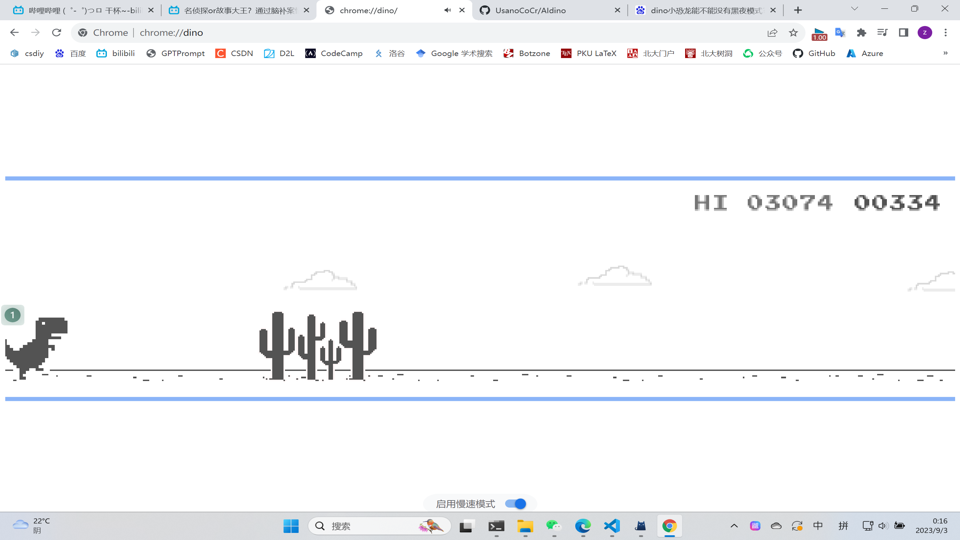 哔哩哔哩 (゜-゜)つロ 干杯~-bili
名侦探or故事大王？通过脑补案
chrome://dino/
UsanoCoCr/AIdino
dino小恐龙能不能没有黑夜模式
Chrome | chrome://dino
1.00
z
csdiy
百度
bilibili
GPTPrompt
CSDN
D2L
CodeCamp
洛谷
Google 学术搜索
Botzone
PKU LaTeX
北大门户
北大树洞
公众号
GitHub
Azure
»
HI 03074 00334
1
启用慢速模式
22°C
阴
搜索
中
拼
0:16
2023/9/3